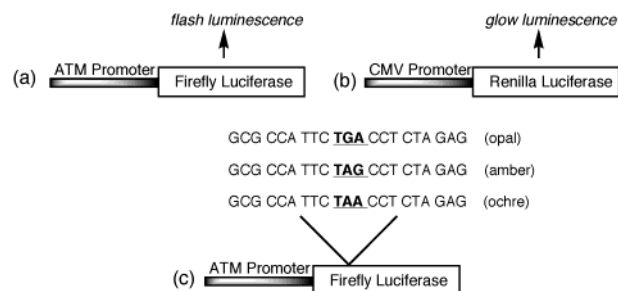 flash luminescence
glow luminescence
(a) ATM Promoter Firefly Luciferase
(b) CMV Promoter Renilla Luciferase
GCG CCA TTC TGA CCT CTA GAG (opal)
GCG CCA TTC TAG CCT CTA GAG (amber)
GCG CCA TTC TAA CCT CTA GAG (ochre)
(c) ATM Promoter Firefly Luciferase